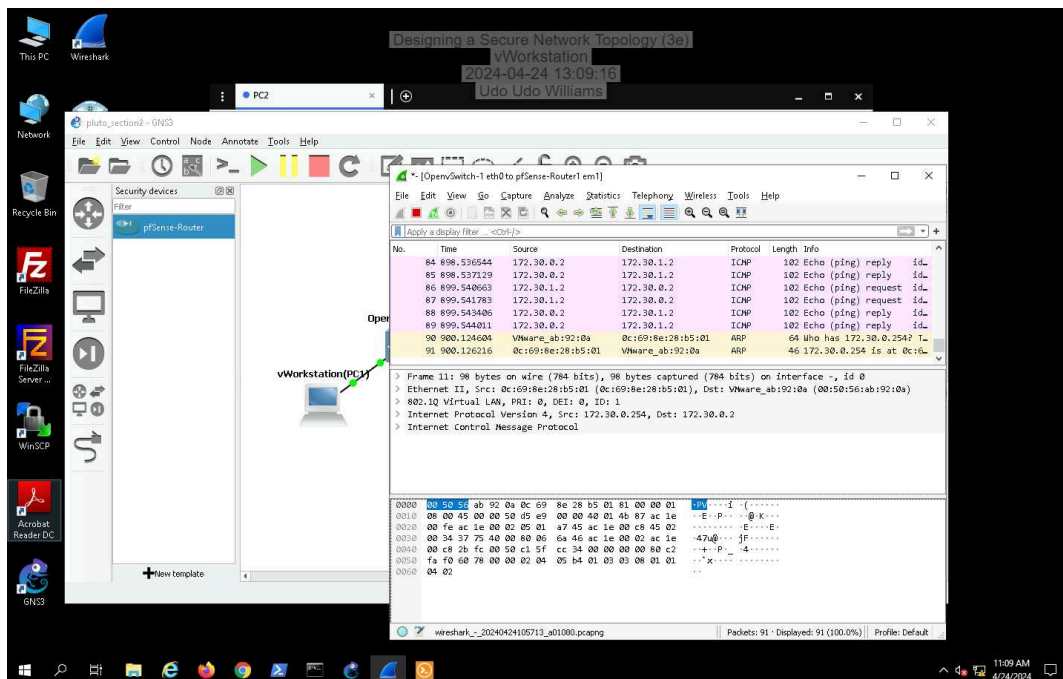 This PC
Wireshark
Designing a Secure Network Topology (3e)
vWorkstation
2024-04-24 13:09:16
Udo Udo Williams
PC2
Network
pluto_section2 - GNS3
File Edit View Control Node Annotate Tools Help
Security devices
Filter
pfSense-Router
Recycle Bin
FileZilla
FileZilla
Server ...
WinSCP
Acrobat
Reader DC
GNS3
New template
Oper
vWorkstation(PC1)
*- [OpenvSwitch-1 eth0 to pfSense-Router1 em1]
File Edit View Go Capture Analyze Statistics Telephony Wireless Tools Help
Apply a display filter ... <Ctrl-/>
No. Time Source Destination Protocol Length Info
84 898.536544 172.30.0.2 172.30.1.2 ICMP 102 Echo (ping) reply id…
85 898.537129 172.30.0.2 172.30.1.2 ICMP 102 Echo (ping) reply id…
86 899.540663 172.30.1.2 172.30.0.2 ICMP 102 Echo (ping) request id…
87 899.541783 172.30.1.2 172.30.0.2 ICMP 102 Echo (ping) request id…
88 899.543406 172.30.0.2 172.30.1.2 ICMP 102 Echo (ping) reply id…
89 899.544011 172.30.0.2 172.30.1.2 ICMP 102 Echo (ping) reply id…
90 900.124604 VMware_ab:92:0a 0c:69:8e:28:b5:01 ARP 64 Who has 172.30.0.254? T…
91 900.126216 0c:69:8e:28:b5:01 VMware_ab:92:0a ARP 46 172.30.0.254 is at 0c:6…
> Frame 11: 98 bytes on wire (784 bits), 98 bytes captured (784 bits) on interface -, id 0
> Ethernet II, Src: 0c:69:8e:28:b5:01 (0c:69:8e:28:b5:01), Dst: VMware_ab:92:0a (00:50:56:ab:92:0a)
> 802.1Q Virtual LAN, PRI: 0, DEI: 0, ID: 1
> Internet Protocol Version 4, Src: 172.30.0.254, Dst: 172.30.0.2
> Internet Control Message Protocol
0000 00 50 56 ab 92 0a 0c 69 8e 28 b5 01 81 00 00 01 ·PV····i ·(······
0010 08 00 45 00 00 50 d5 e9 00 00 40 01 4b 87 ac 1e ··E··P·· ··@·K···
0020 00 fe ac 1e 00 02 05 01 a7 45 ac 1e 00 c8 45 02 ········ ·E····E·
0030 00 34 37 75 40 00 80 06 6a 46 ac 1e 00 02 ac 1e ·47u@··· jF······
0040 00 c8 2b fc 00 50 c1 5f cc 34 00 00 00 00 80 c2 ··+··P·_ ·4······
0050 fa f0 60 78 00 00 02 04 05 b4 01 03 03 08 01 01 ··`x···· ········
0060 04 02 ··
wireshark_-_20240424105713_a01080.pcapng
Packets: 91 · Displayed: 91 (100.0%)
Profile: Default
11:09 AM
4/24/2024